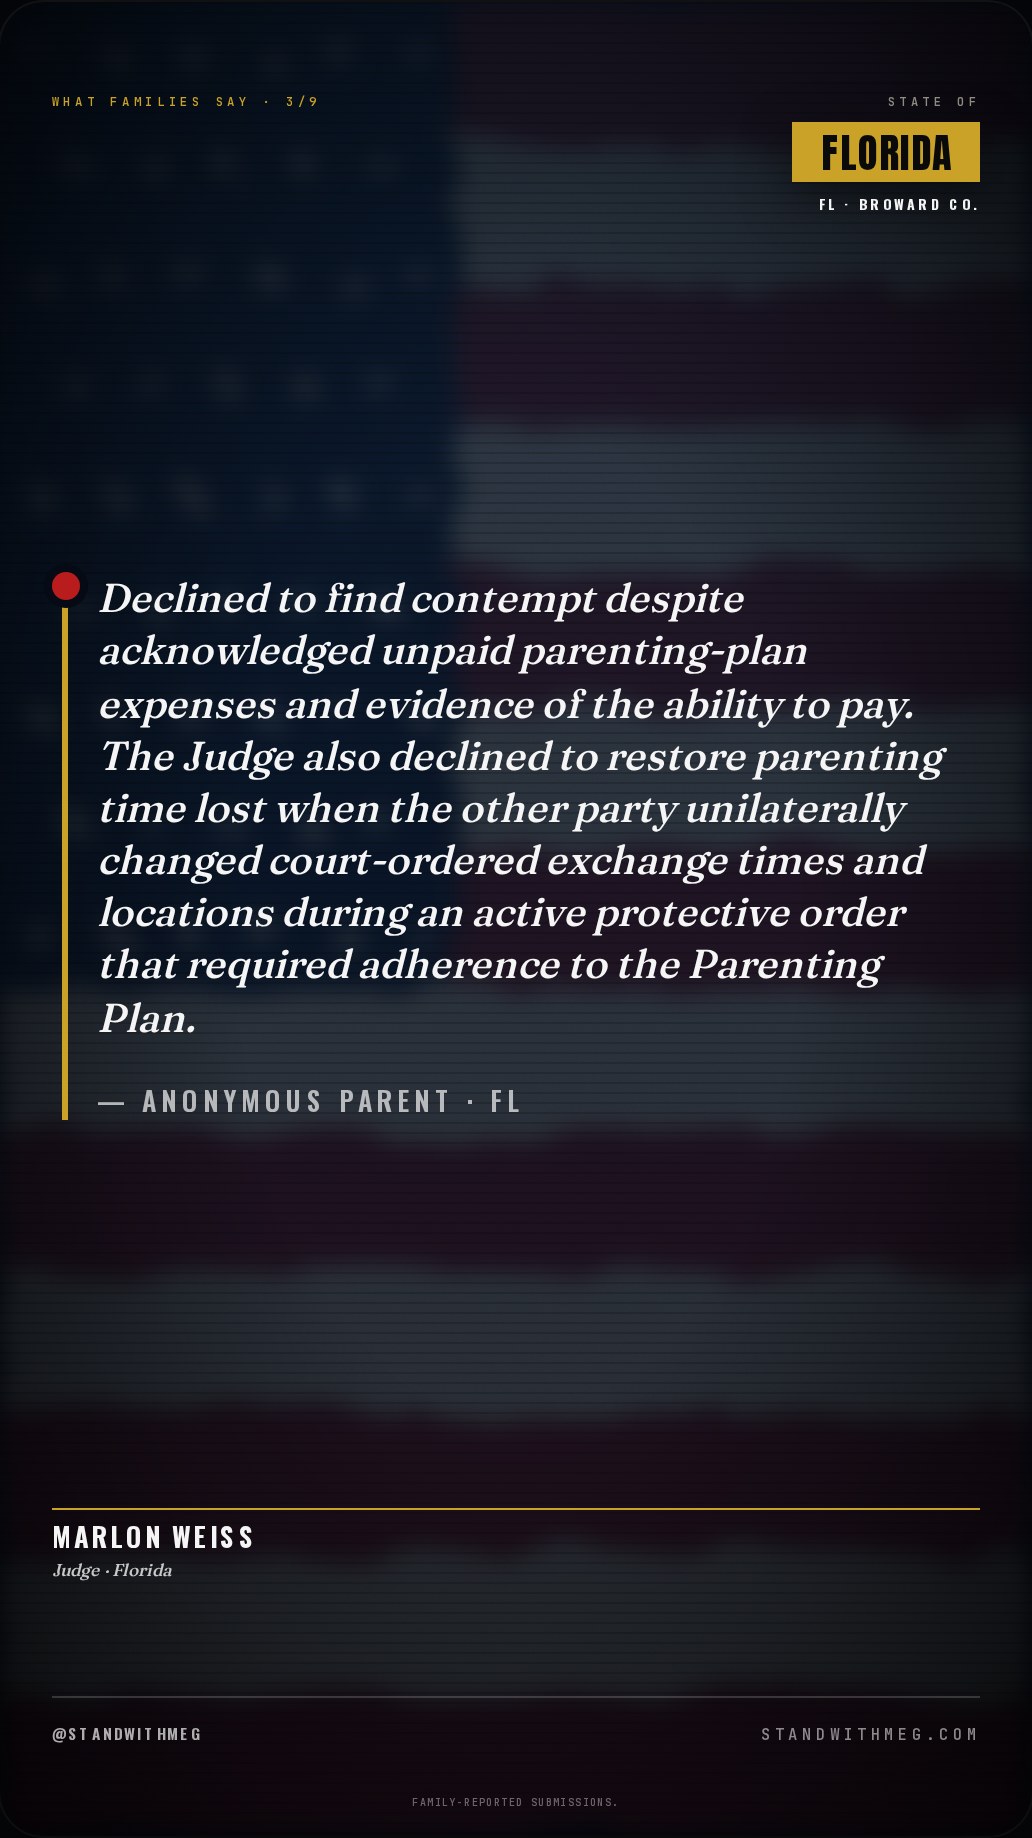 WHAT FAMILIES SAY · 3/9
STATE OF
FLORIDA
FL · BROWARD CO.
Declined to find contempt despite
acknowledged unpaid parenting-plan
expenses and evidence of the ability to pay.
The Judge also declined to restore parenting
time lost when the other party unilaterally
changed court-ordered exchange times and
locations during an active protective order
that required adherence to the Parenting
Plan.
— ANONYMOUS PARENT · FL
MARLON WEISS
Judge · Florida
@STANDWITHMEG
STANDWITHMEG.COM
FAMILY-REPORTED SUBMISSIONS.